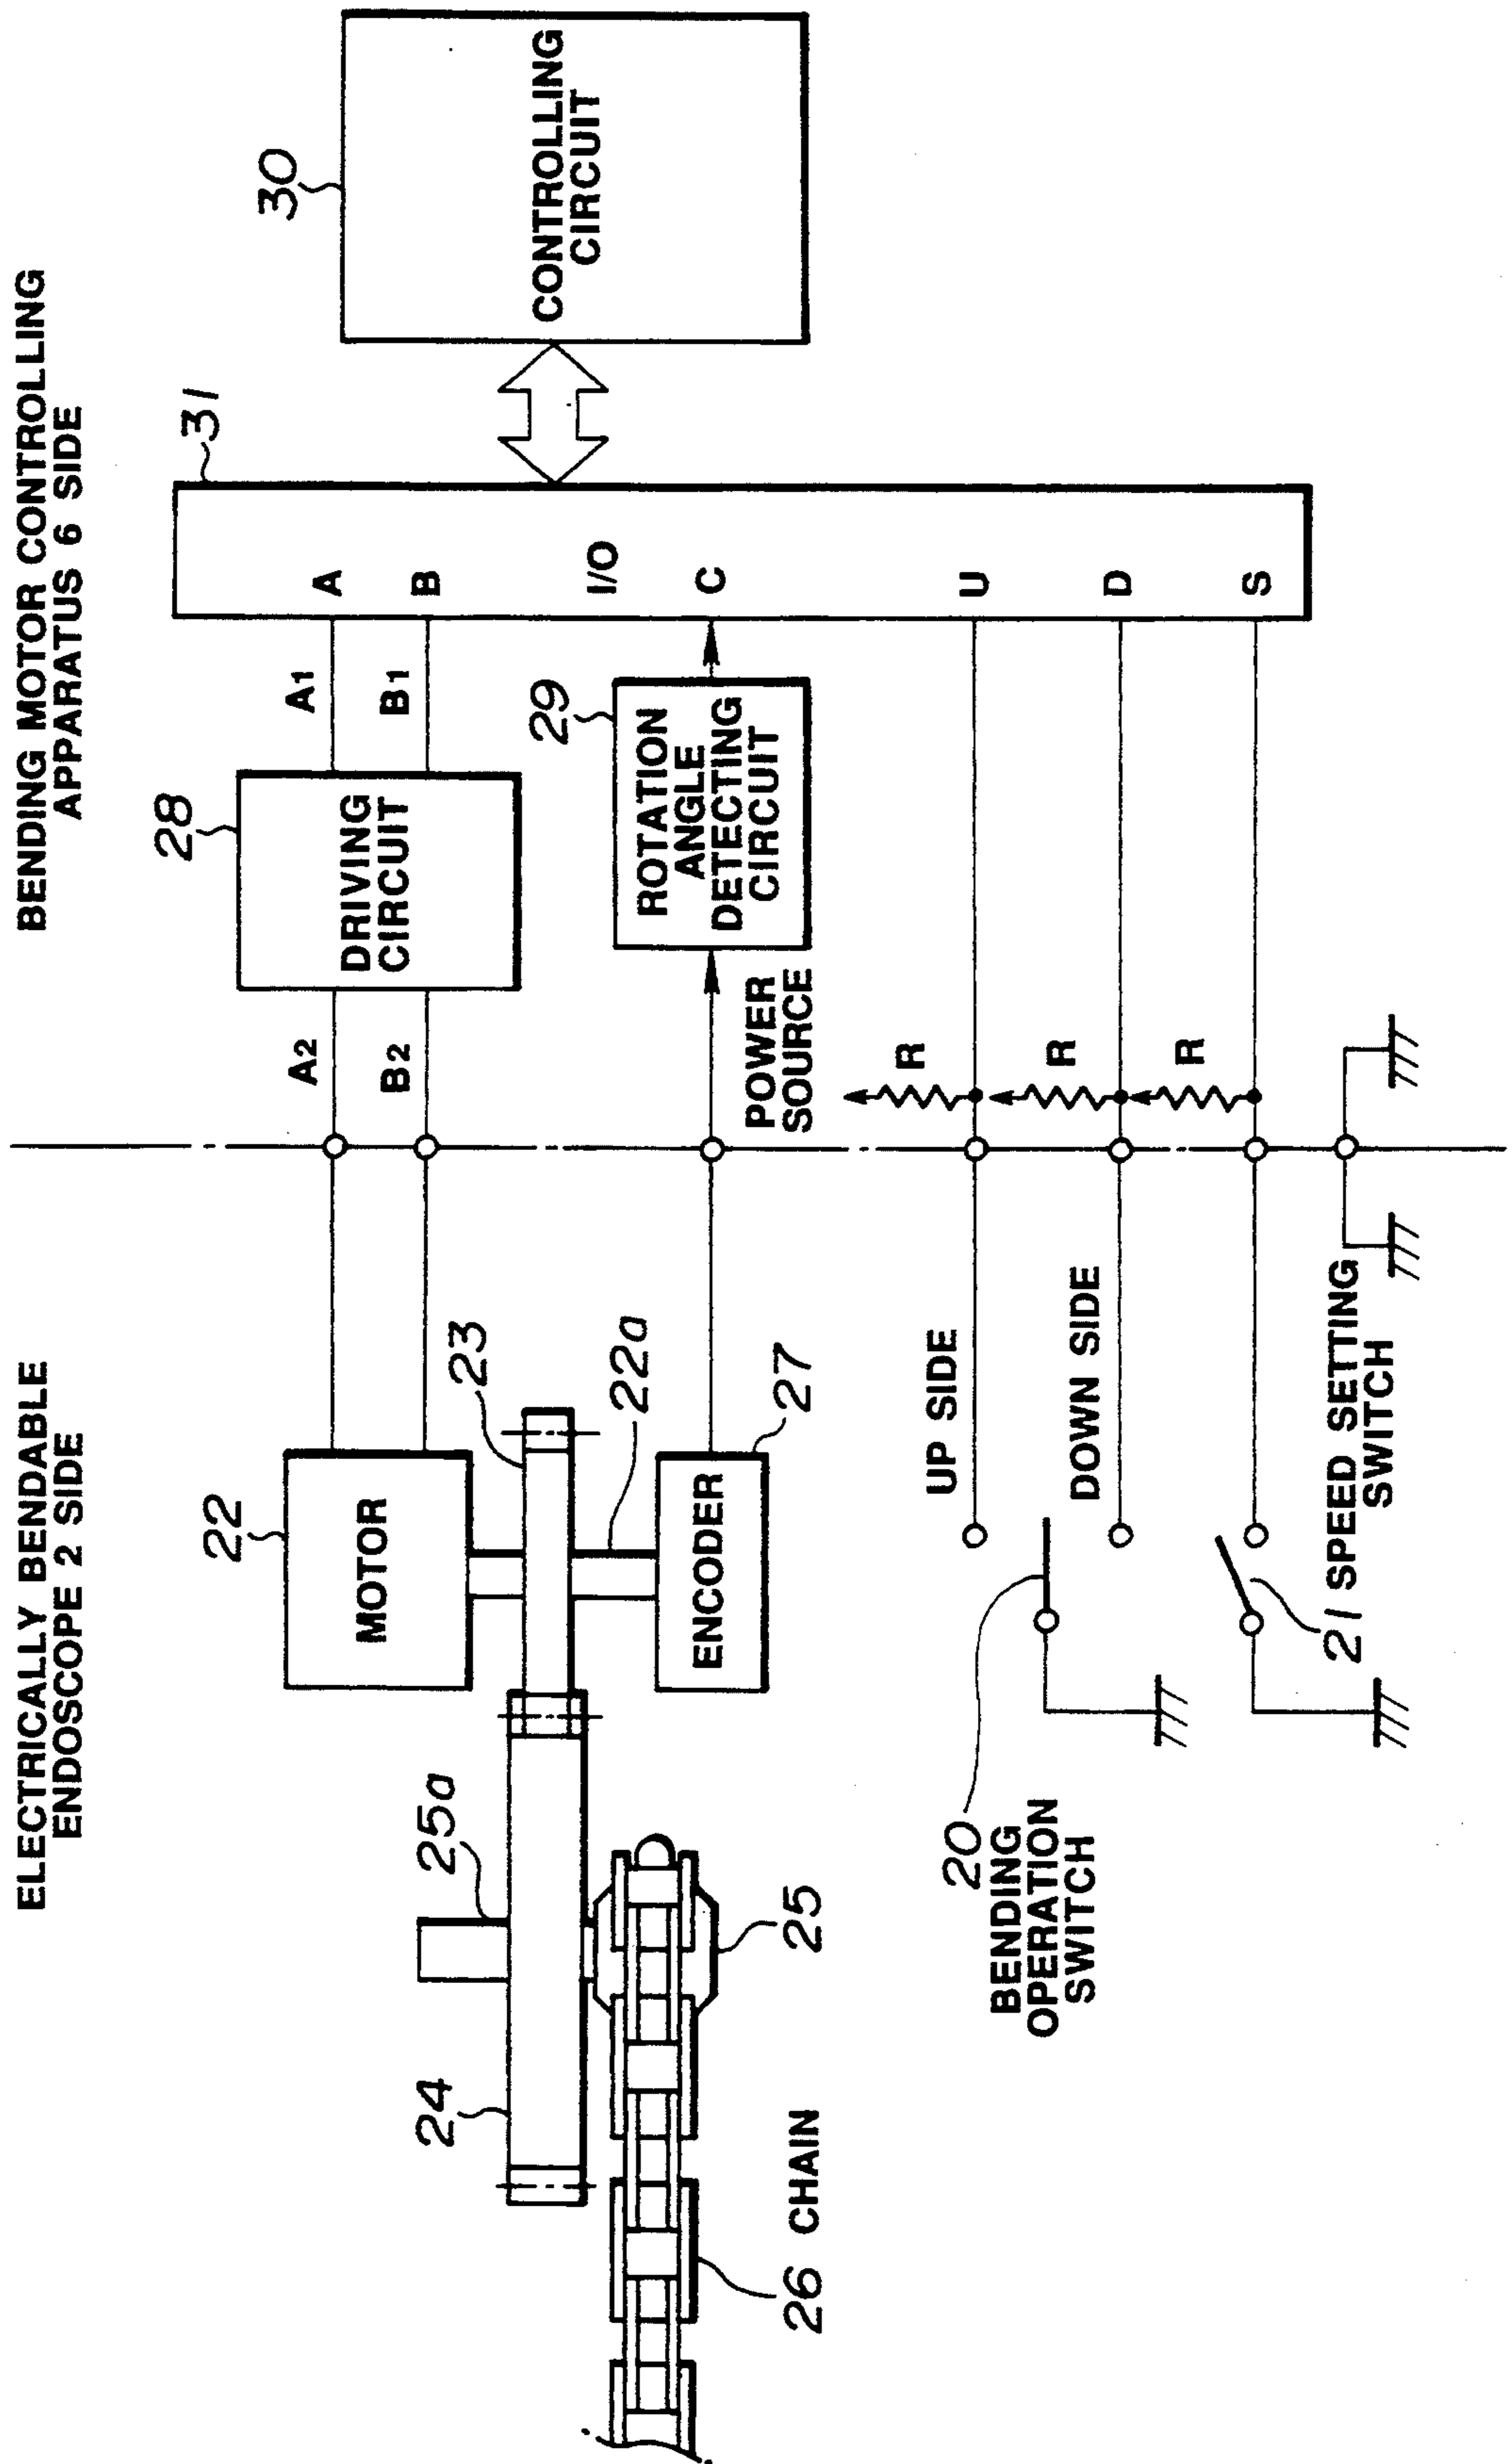 ELECTRICALLY BENDABLE
ENDOSCOPE 2 SIDE
BENDING MOTOR CONTROLLING
APPARATUS 6 SIDE
22
MOTOR
A2
B2
28
DRIVING
CIRCUIT
A1
B1
31
A
B
I/O
C
U
D
S
30
CONTROLLING
CIRCUIT
24
25a
23
22a
25
26 CHAIN
27
ENCODER
POWER
SOURCE
29
ROTATION
ANGLE
DETECTING
CIRCUIT
R
R
R
UP SIDE
DOWN SIDE
20
BENDING
OPERATION
SWITCH
21 SPEED SETTING
SWITCH